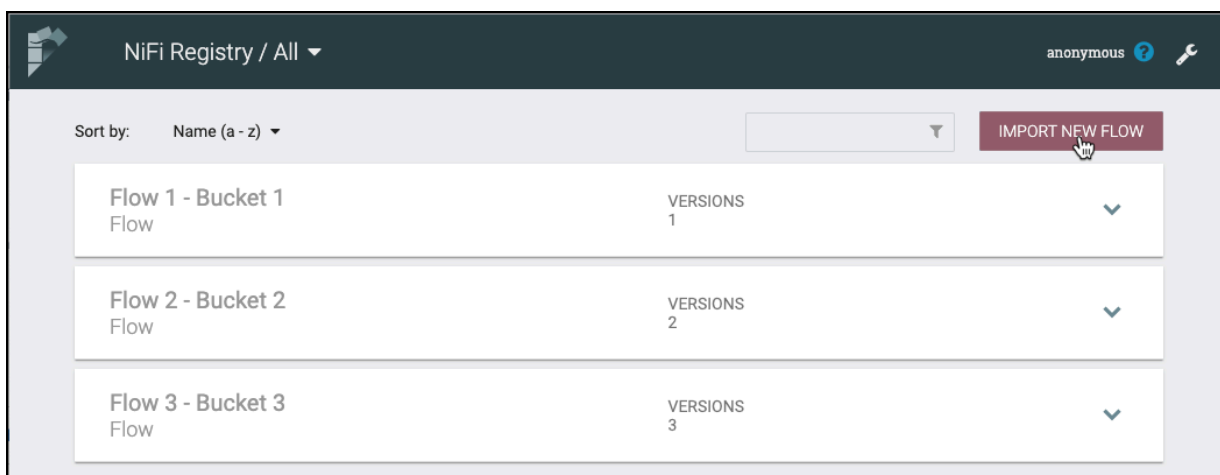 NiFi Registry / All
anonymous
?
Sort by: Name (a - z)
IMPORT NEW FLOW
Flow 1 - Bucket 1
Flow
VERSIONS
1
Flow 2 - Bucket 2
Flow
VERSIONS
2
Flow 3 - Bucket 3
Flow
VERSIONS
3